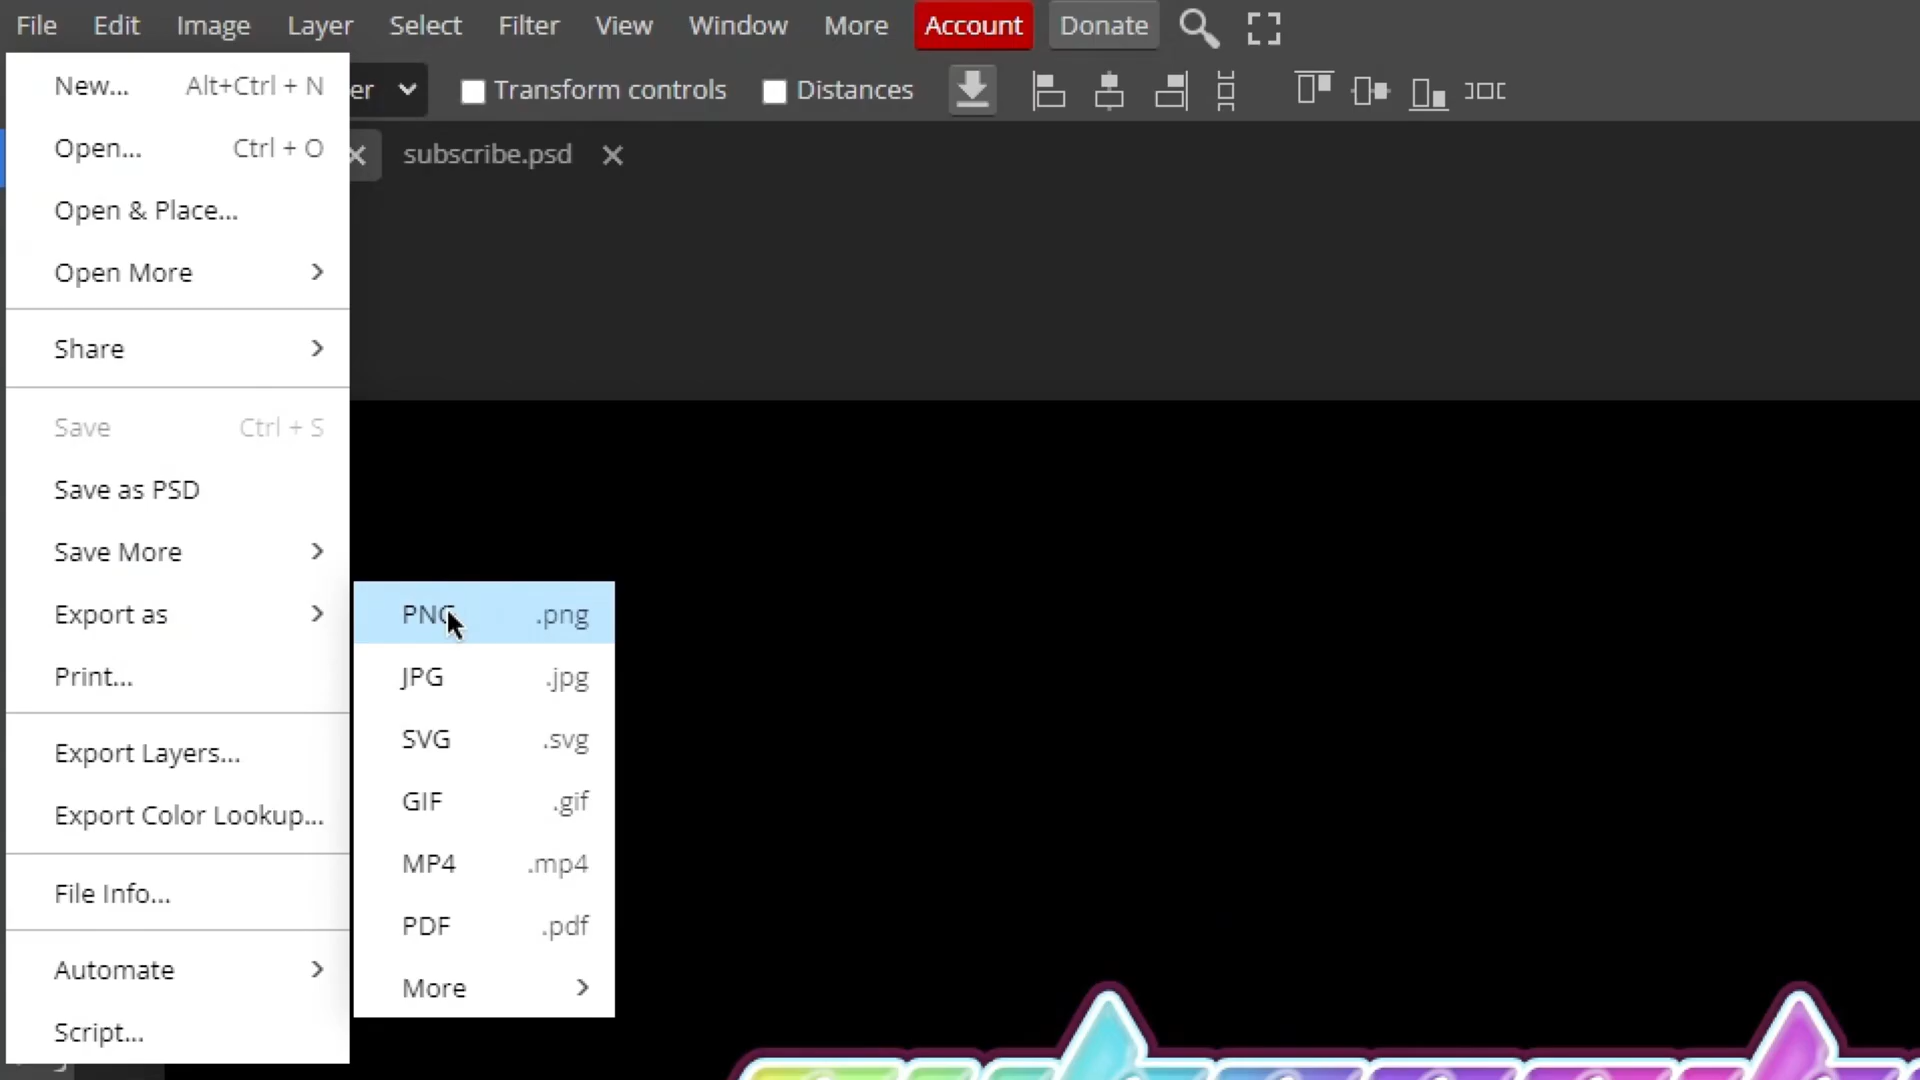 File Edit Image Layer Select Filter View Window More Account Donate
New... Alt+Ctrl + N
er Transform controls Distances
Open... Ctrl + O
subscribe.psd
Open & Place...
Open More
Share
Save Ctrl + S
Save as PSD
Save More
Export as
PNG .png
Print...
JPG .jpg
SVG .svg
Export Layers...
GIF .gif
Export Color Lookup...
MP4 .mp4
File Info...
PDF .pdf
Automate
More
Script...